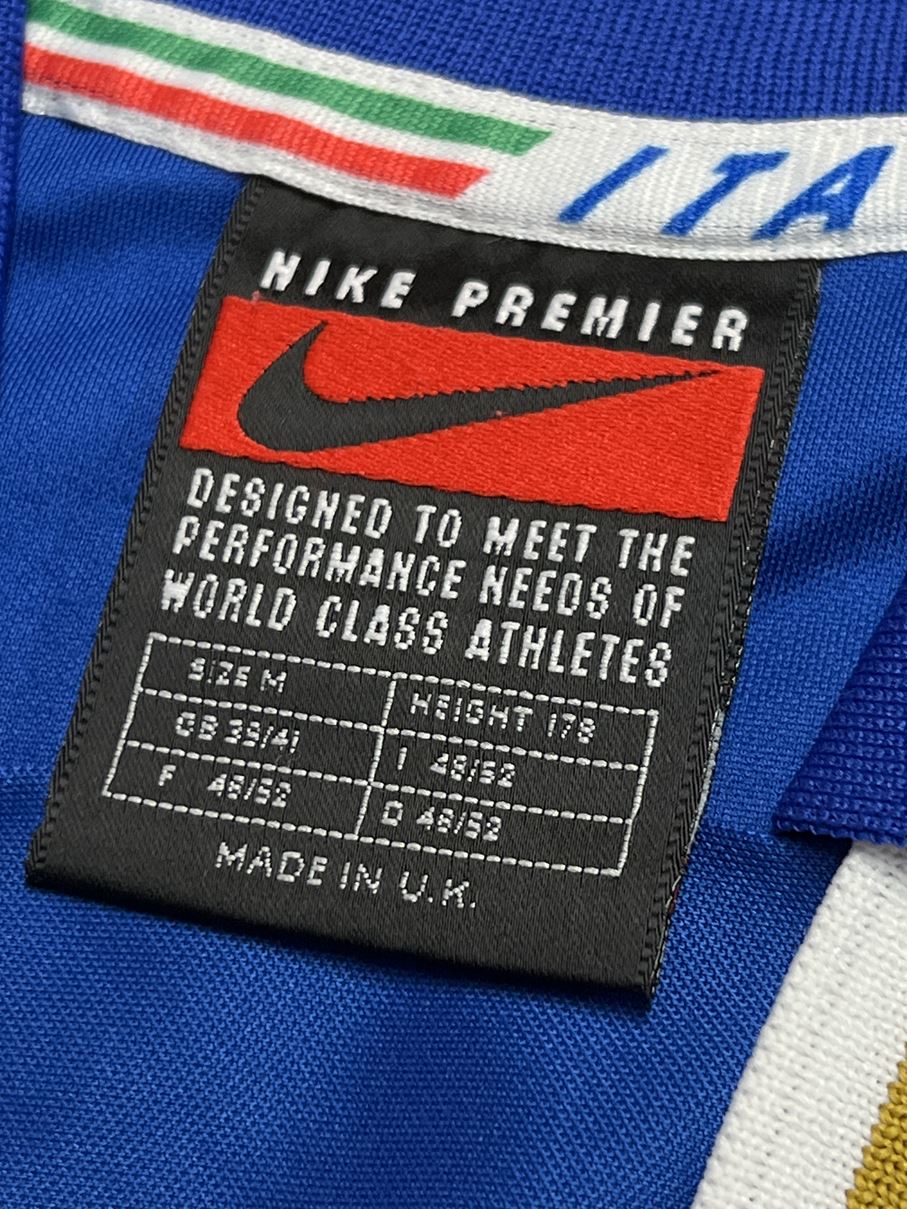 ITA
NIKE PREMIER
DESIGNED TO MEET THE
PERFORMANCE NEEDS OF
WORLD CLASS ATHLETES
SIZE M
HEIGHT 178
GB 39/41
I 48/52
F 48/52
D 48/52
MADE IN U.K.